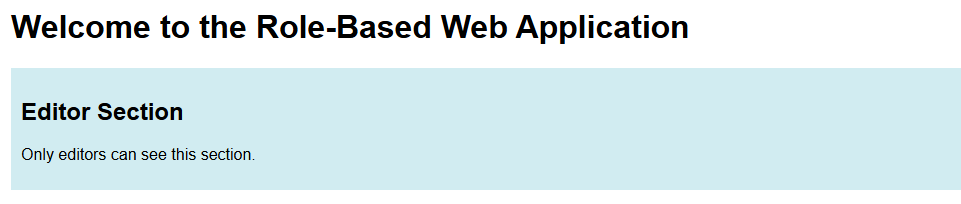 Welcome to the Role-Based Web Application
Editor Section
Only editors can see this section.